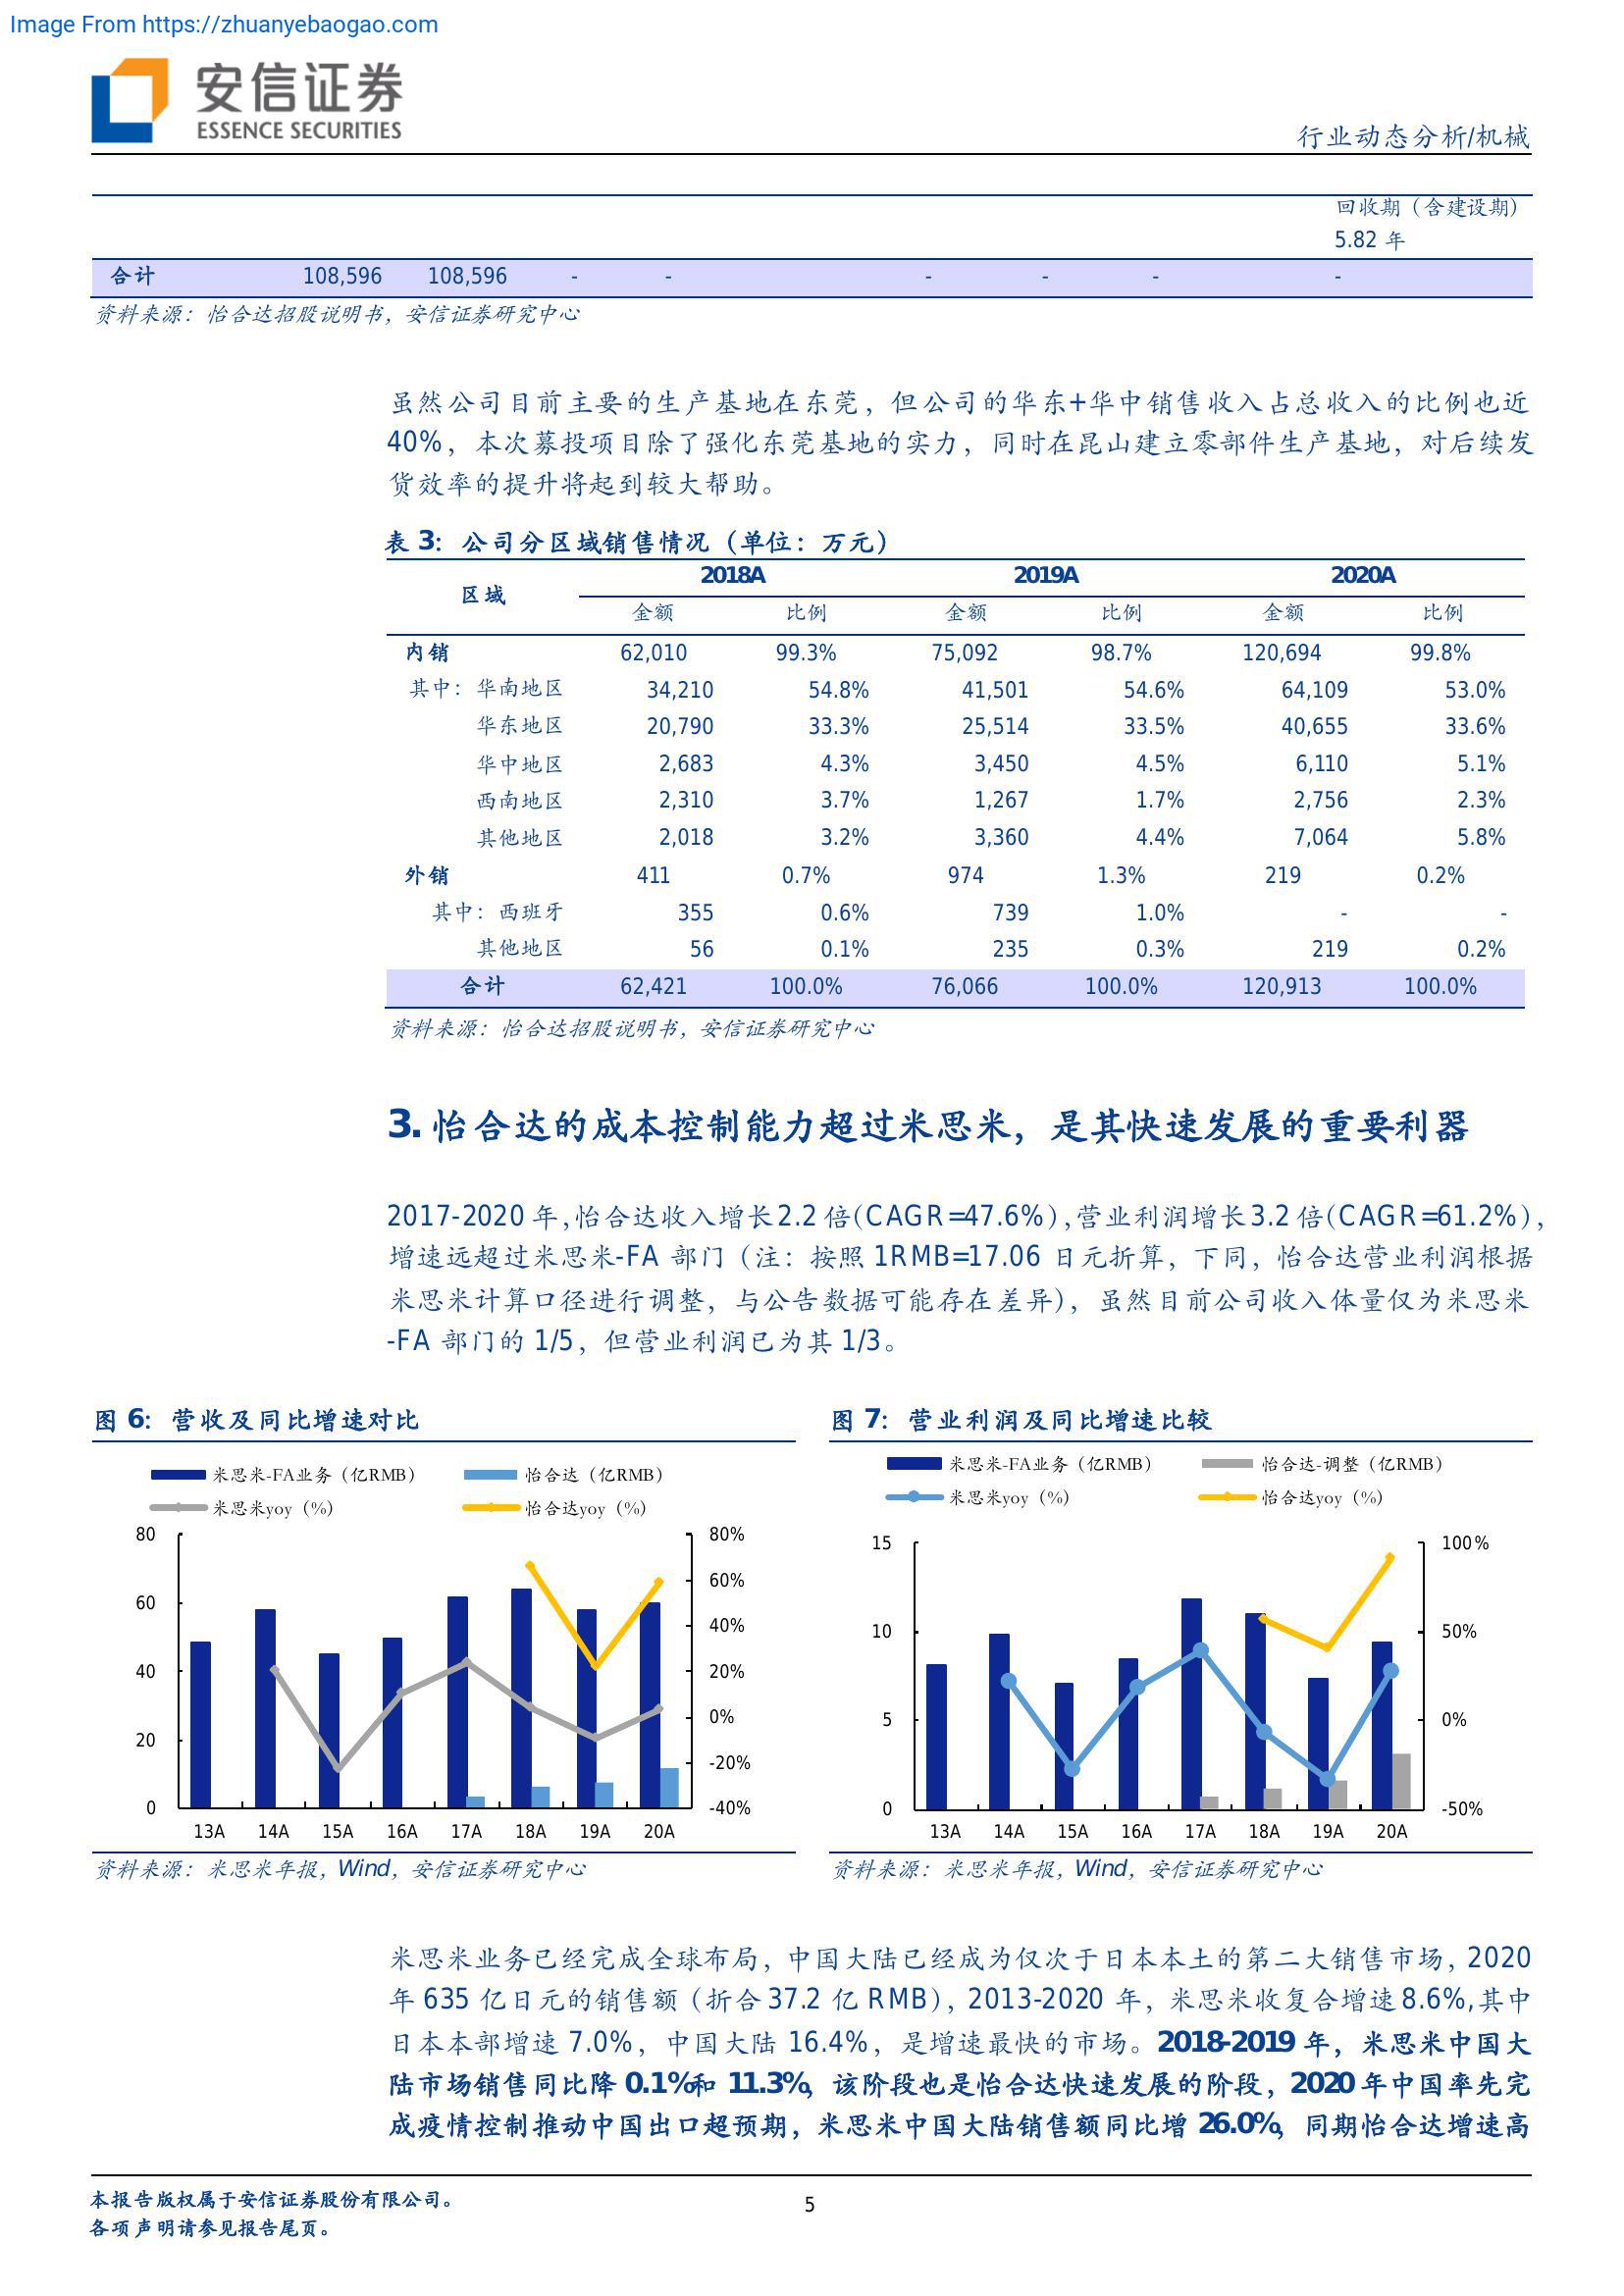 Image From https://zhuanyebaogao.com
安信证券
ESSENCE SECURITIES
行业动态分析/机械
回收期（含建设期）
5.82 年
合计 108,596 108,596 - - - - - -
资料来源：怡合达招股说明书，安信证券研究中心
虽然公司目前主要的生产基地在东莞，但公司的华东+华中销售收入占总收入的比例也近
40%，本次募投项目除了强化东莞基地的实力，同时在昆山建立零部件生产基地，对后续发
货效率的提升将起到较大帮助。
表 3：公司分区域销售情况（单位：万元）
区域 2018A 2019A 2020A
金额 比例 金额 比例 金额 比例
内销 62,010 99.3% 75,092 98.7% 120,694 99.8%
其中：华南地区 34,210 54.8% 41,501 54.6% 64,109 53.0%
华东地区 20,790 33.3% 25,514 33.5% 40,655 33.6%
华中地区 2,683 4.3% 3,450 4.5% 6,110 5.1%
西南地区 2,310 3.7% 1,267 1.7% 2,756 2.3%
其他地区 2,018 3.2% 3,360 4.4% 7,064 5.8%
外销 411 0.7% 974 1.3% 219 0.2%
其中：西班牙 355 0.6% 739 1.0% - -
其他地区 56 0.1% 235 0.3% 219 0.2%
合计 62,421 100.0% 76,066 100.0% 120,913 100.0%
资料来源：怡合达招股说明书，安信证券研究中心
3. 怡合达的成本控制能力超过米思米，是其快速发展的重要利器
2017-2020 年,怡合达收入增长 2.2 倍(CAGR=47.6%),营业利润增长 3.2 倍(CAGR=61.2%),
增速远超过米思米-FA 部门（注：按照 1RMB=17.06 日元折算，下同，怡合达营业利润根据
米思米计算口径进行调整，与公告数据可能存在差异），虽然目前公司收入体量仅为米思米
-FA 部门的 1/5，但营业利润已为其 1/3。
图 6：营收及同比增速对比
米思米-FA业务（亿RMB） 怡合达（亿RMB）
米思米yoy（%） 怡合达yoy（%）
80 80%
60%
60
40%
40 20%
0%
20
-20%
0 -40%
13A 14A 15A 16A 17A 18A 19A 20A
资料来源：米思米年报，Wind，安信证券研究中心
图 7：营业利润及同比增速比较
米思米-FA业务（亿RMB） 怡合达-调整（亿RMB）
米思米yoy（%） 怡合达yoy（%）
15 100%
10 50%
5 0%
0 -50%
13A 14A 15A 16A 17A 18A 19A 20A
资料来源：米思米年报，Wind，安信证券研究中心
米思米业务已经完成全球布局，中国大陆已经成为仅次于日本本土的第二大销售市场，2020
年 635 亿日元的销售额（折合 37.2 亿 RMB），2013-2020 年，米思米收复合增速 8.6%,其中
日本本部增速 7.0%，中国大陆 16.4%，是增速最快的市场。2018-2019 年，米思米中国大
陆市场销售同比降 0.1%和 11.3%，该阶段也是怡合达快速发展的阶段，2020 年中国率先完
成疫情控制推动中国出口超预期，米思米中国大陆销售额同比增 26.0%，同期怡合达增速高
本报告版权属于安信证券股份有限公司。
5
各项声明请参见报告尾页。